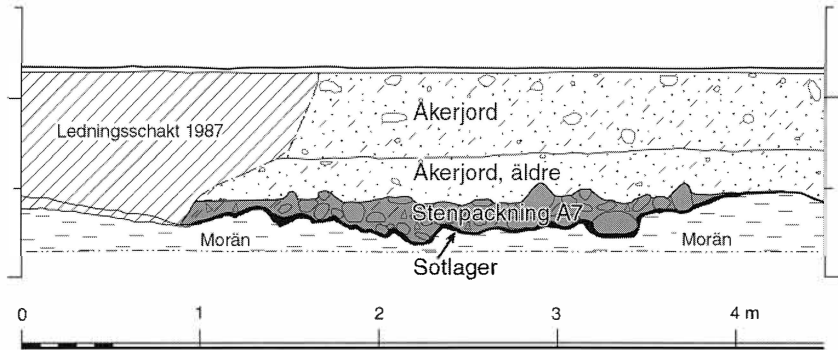 Åkerjord
Ledningsschakt 1987
Åkerjord, äldre
Stenpackning A7
Morän
Morän
Sotlager
0 1 2 3 4 m